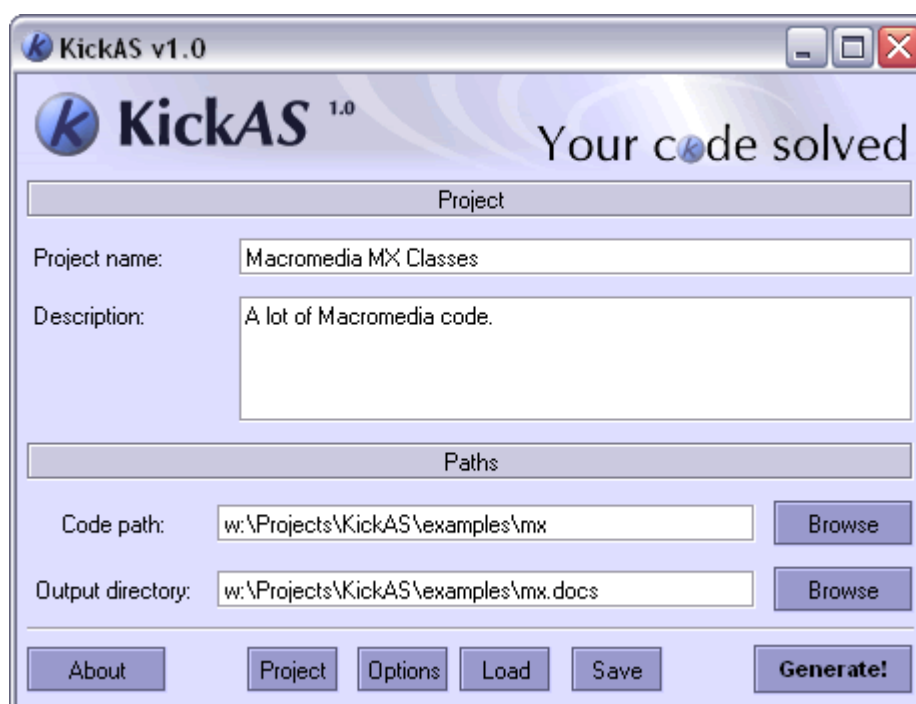 KickAS v1.0
KickAS 1.0
Your code solved
Project
Project name: Macromedia MX Classes
Description: A lot of Macromedia code.
Paths
Code path: w:\Projects\KickAS\examples\mx Browse
Output directory: w:\Projects\KickAS\examples\mx.docs Browse
About Project Options Load Save Generate!